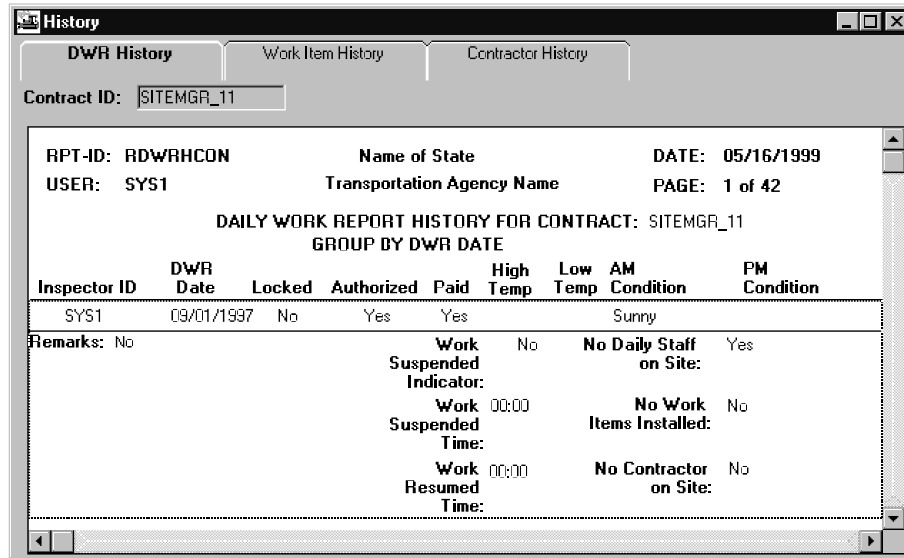 History
DWR History Work Item History Contractor History
Contract ID: SITEMGR_11
RPT-ID: RDWRHCON Name of State DATE: 05/16/1999
USER: SYS1 Transportation Agency Name PAGE: 1 of 42
DAILY WORK REPORT HISTORY FOR CONTRACT: SITEMGR_11
GROUP BY DWR DATE
DWR High Low AM PM
Inspector ID Date Locked Authorized Paid Temp Temp Condition Condition
SYS1 09/01/1997 No Yes Yes Sunny
Remarks: No Work No No Daily Staff Yes
Suspended on Site:
Indicator:
Work 00:00 No Work No
Suspended Items Installed:
Time:
Work 00:00 No Contractor No
Resumed on Site:
Time: